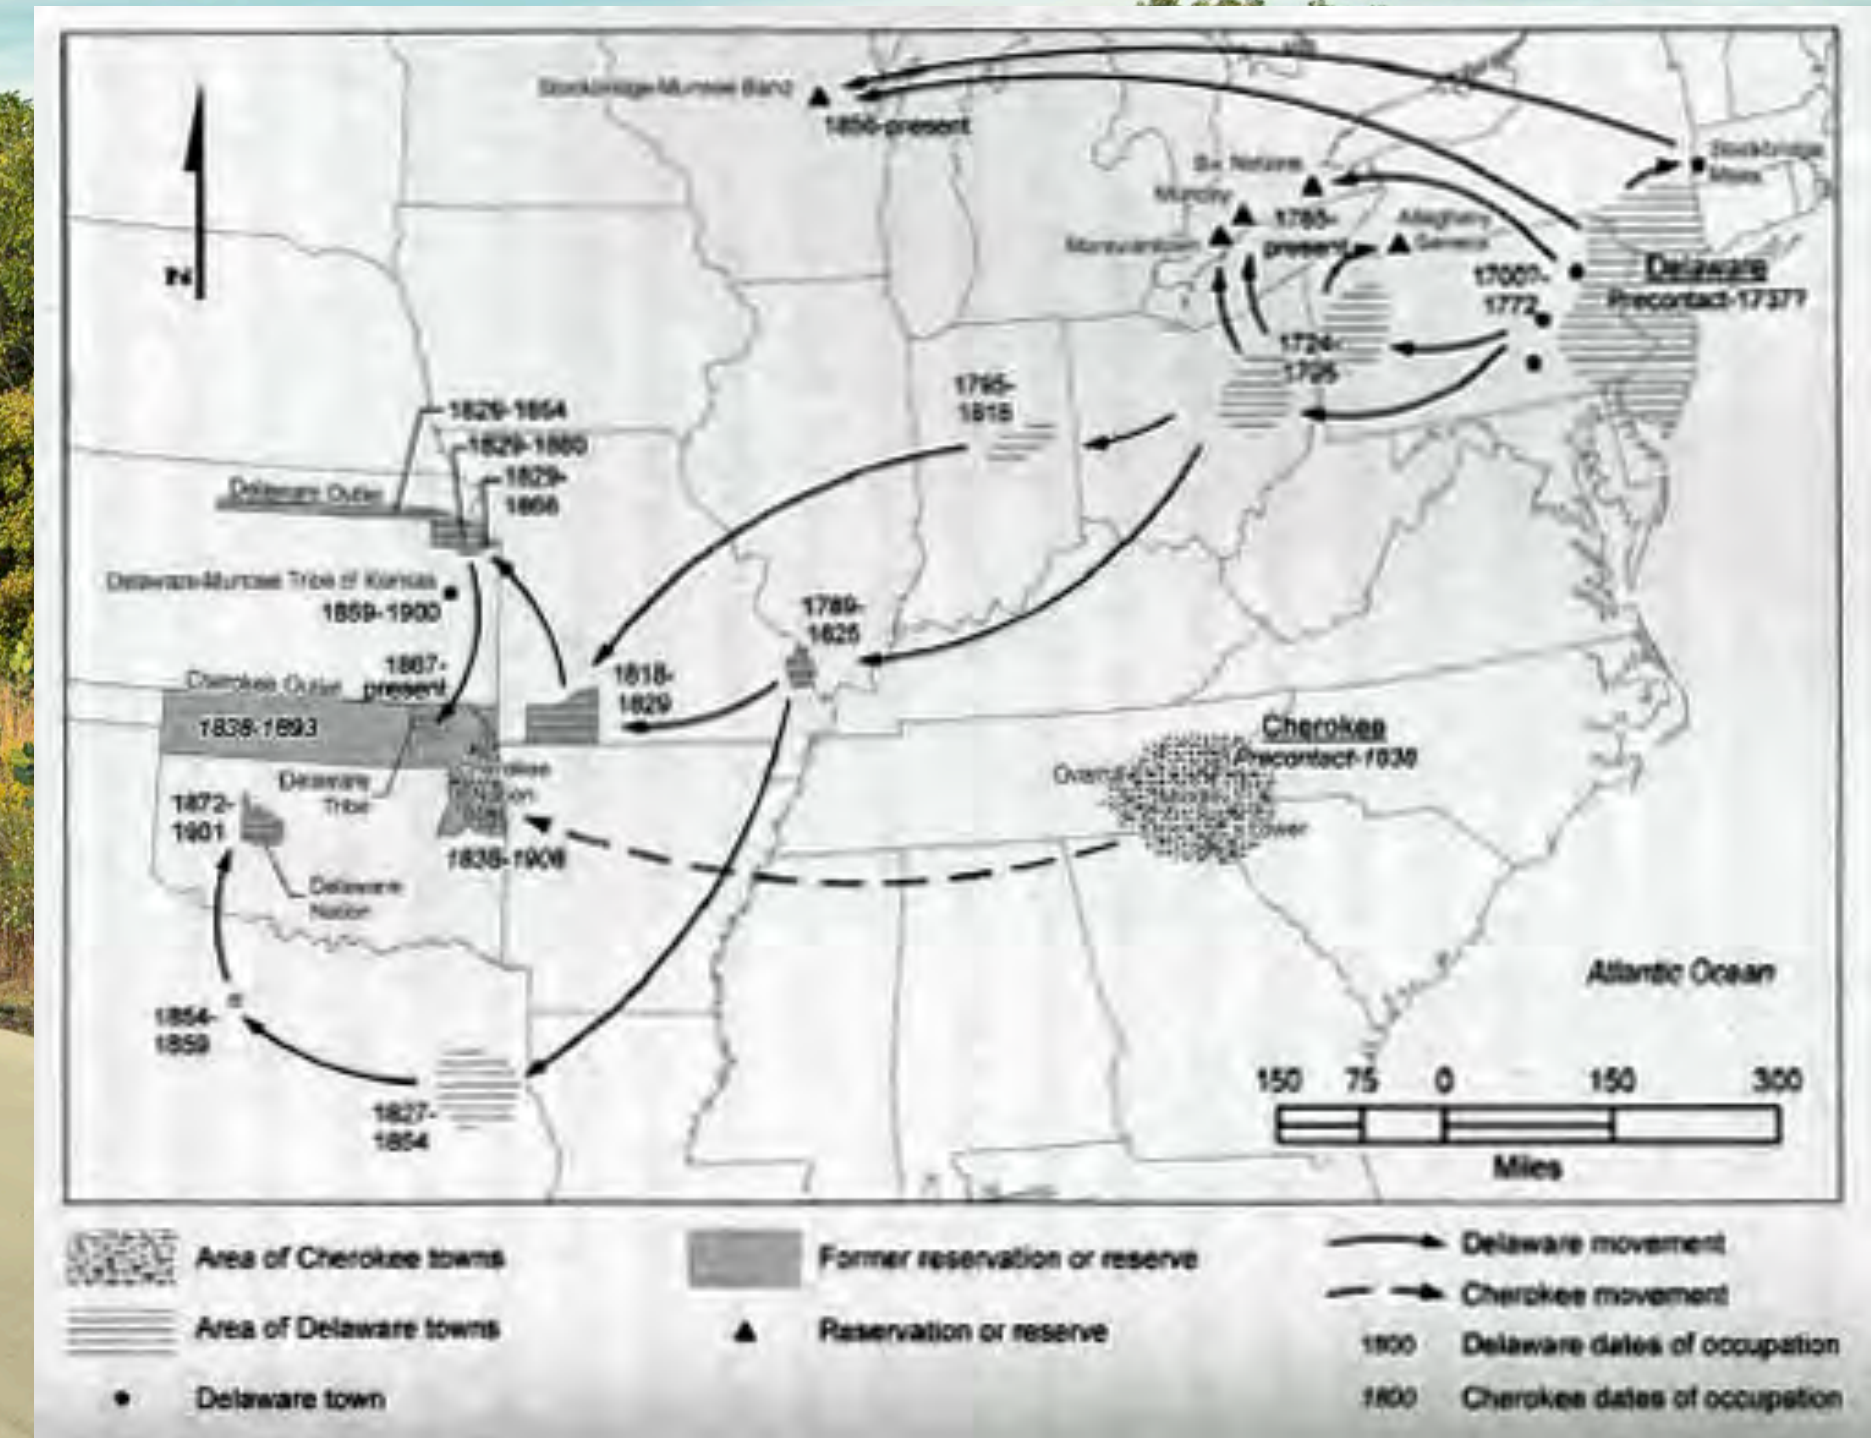 Stockbridge-Munsee Band
1856-present
Stockbridge
Mass
Six Nations
Muncey
Moraviantown
1785-
present
Allegheny
Seneca
1700?-
1772
Delaware
Precontact-1737?
1724-
1795
1795-
1818
1829-1854
1829-1860
1829-
1866
Delaware Outlet
Delaware-Muncee Tribe of Kansas
1859-1900
1789-
1825
1867-
present
Cherokee Outlet
1838-1893
1818-
1829
Cherokee
Precontact-1838
Delaware
Tribe
1872-
1901
1838-1906
Delaware
Nation
1854-
1859
1827-
1854
Atlantic Ocean
N
150 75 0 150 300
Miles
Area of Cherokee towns
Area of Delaware towns
Delaware town
Former reservation or reserve
Reservation or reserve
Delaware movement
Cherokee movement
1800 Delaware dates of occupation
1800 Cherokee dates of occupation